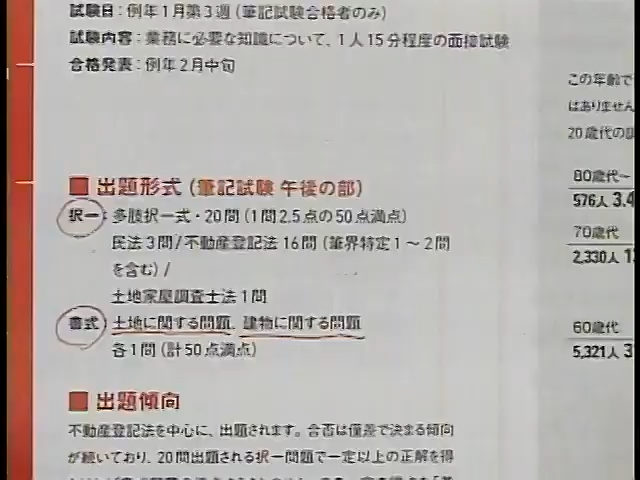 試験日：例年1月第3週（筆記試験合格者のみ）
試験内容：業務に必要な知識について、1人15分程度の面接試験
合格発表：例年2月中旬
■ 出題形式（筆記試験 午後の部）
択一：多肢択一式・20問（1問2.5点の50点満点）
民法3問/不動産登記法16問（筆界特定1～2問
を含む）/
土地家屋調査士法1問
書式：土地に関する問題、建物に関する問題
各1問（計50点満点）
■ 出題傾向
不動産登記法を中心に、出題されます。合否は僅差で決まる傾向
が続いており、20問出題される択一問題で一定以上の正解を得
この年齢で
はありません
20歳代の
80歳代～
576人 3.4
70歳代
2,330人 1
60歳代
5,321人 3